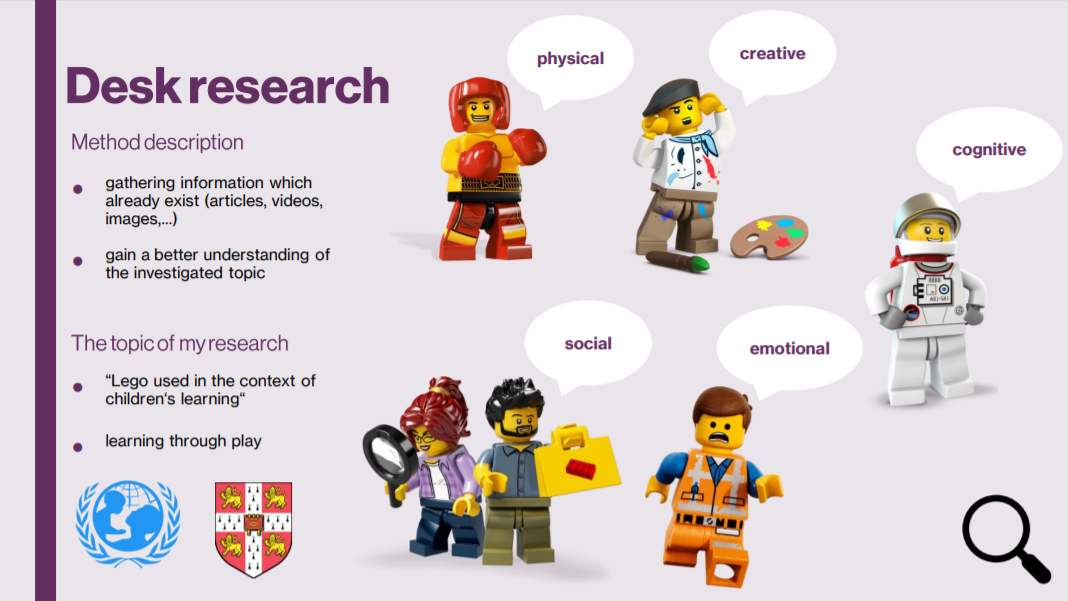 Desk research
Method description
gathering information which
already exist (articles, videos,
images,...)
gain a better understanding of
the investigated topic
The topic of my research
“Lego used in the context of
children‘s learning“
learning through play
physical
creative
cognitive
social
emotional
AEJ-581